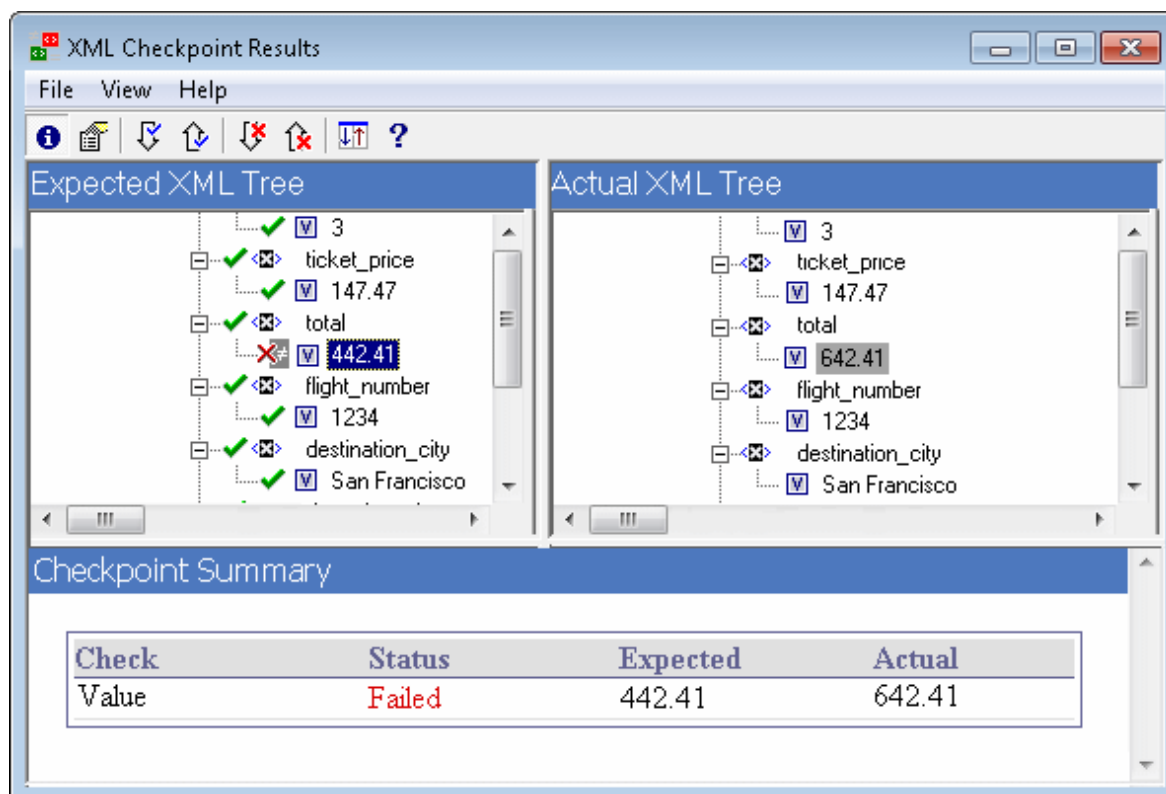 XML Checkpoint Results
File View Help
Expected XML Tree
3
ticket_price
147.47
total
442.41
flight_number
1234
destination_city
San Francisco
Actual XML Tree
3
ticket_price
147.47
total
642.41
flight_number
1234
destination_city
San Francisco
Checkpoint Summary
Check Status Expected Actual
Value Failed 442.41 642.41